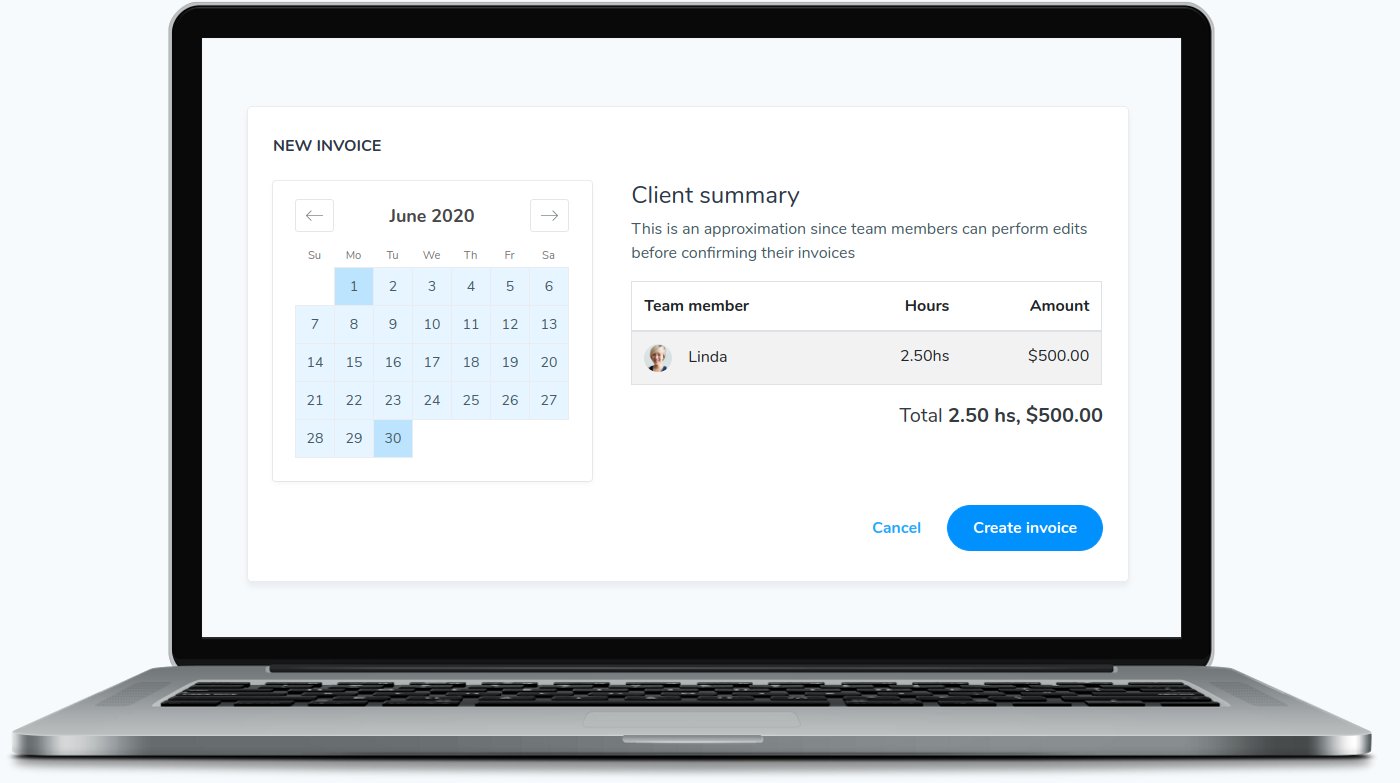 NEW INVOICE
June 2020
Su Mo Tu We Th Fr Sa
1 2 3 4 5 6
7 8 9 10 11 12 13
14 15 16 17 18 19 20
21 22 23 24 25 26 27
28 29 30
Client summary
This is an approximation since team members can perform edits
before confirming their invoices
Team member Hours Amount
Linda 2.50hs $500.00
Total 2.50 hs, $500.00
Cancel Create invoice